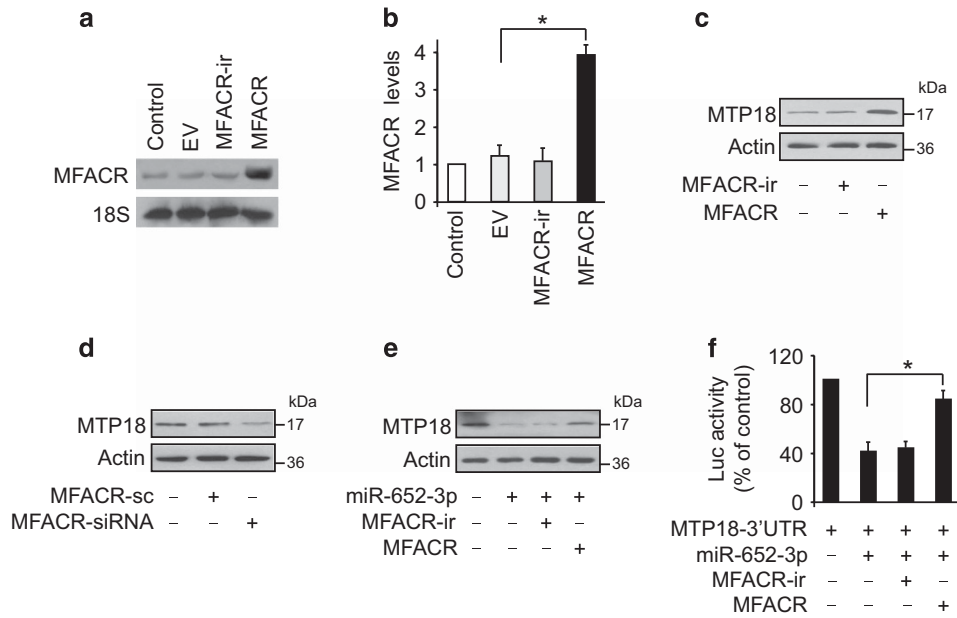 a
Control
EV
MFACR-ir
MFACR
MFACR
18S
b
*
MFACR levels
4
3
2
1
0
Control
EV
MFACR-ir
MFACR
c
kDa
MTP18
17
Actin
36
MFACR-ir – + –
MFACR – – +
d
kDa
MTP18
17
Actin
36
MFACR-sc – + –
MFACR-siRNA – – +
e
kDa
MTP18
17
Actin
36
miR-652-3p – + + +
MFACR-ir – – + –
MFACR – – – +
f
*
Luc activity
(% of control)
120
80
40
0
MTP18-3'UTR + + + +
miR-652-3p – + + +
MFACR-ir – – + –
MFACR – – – +